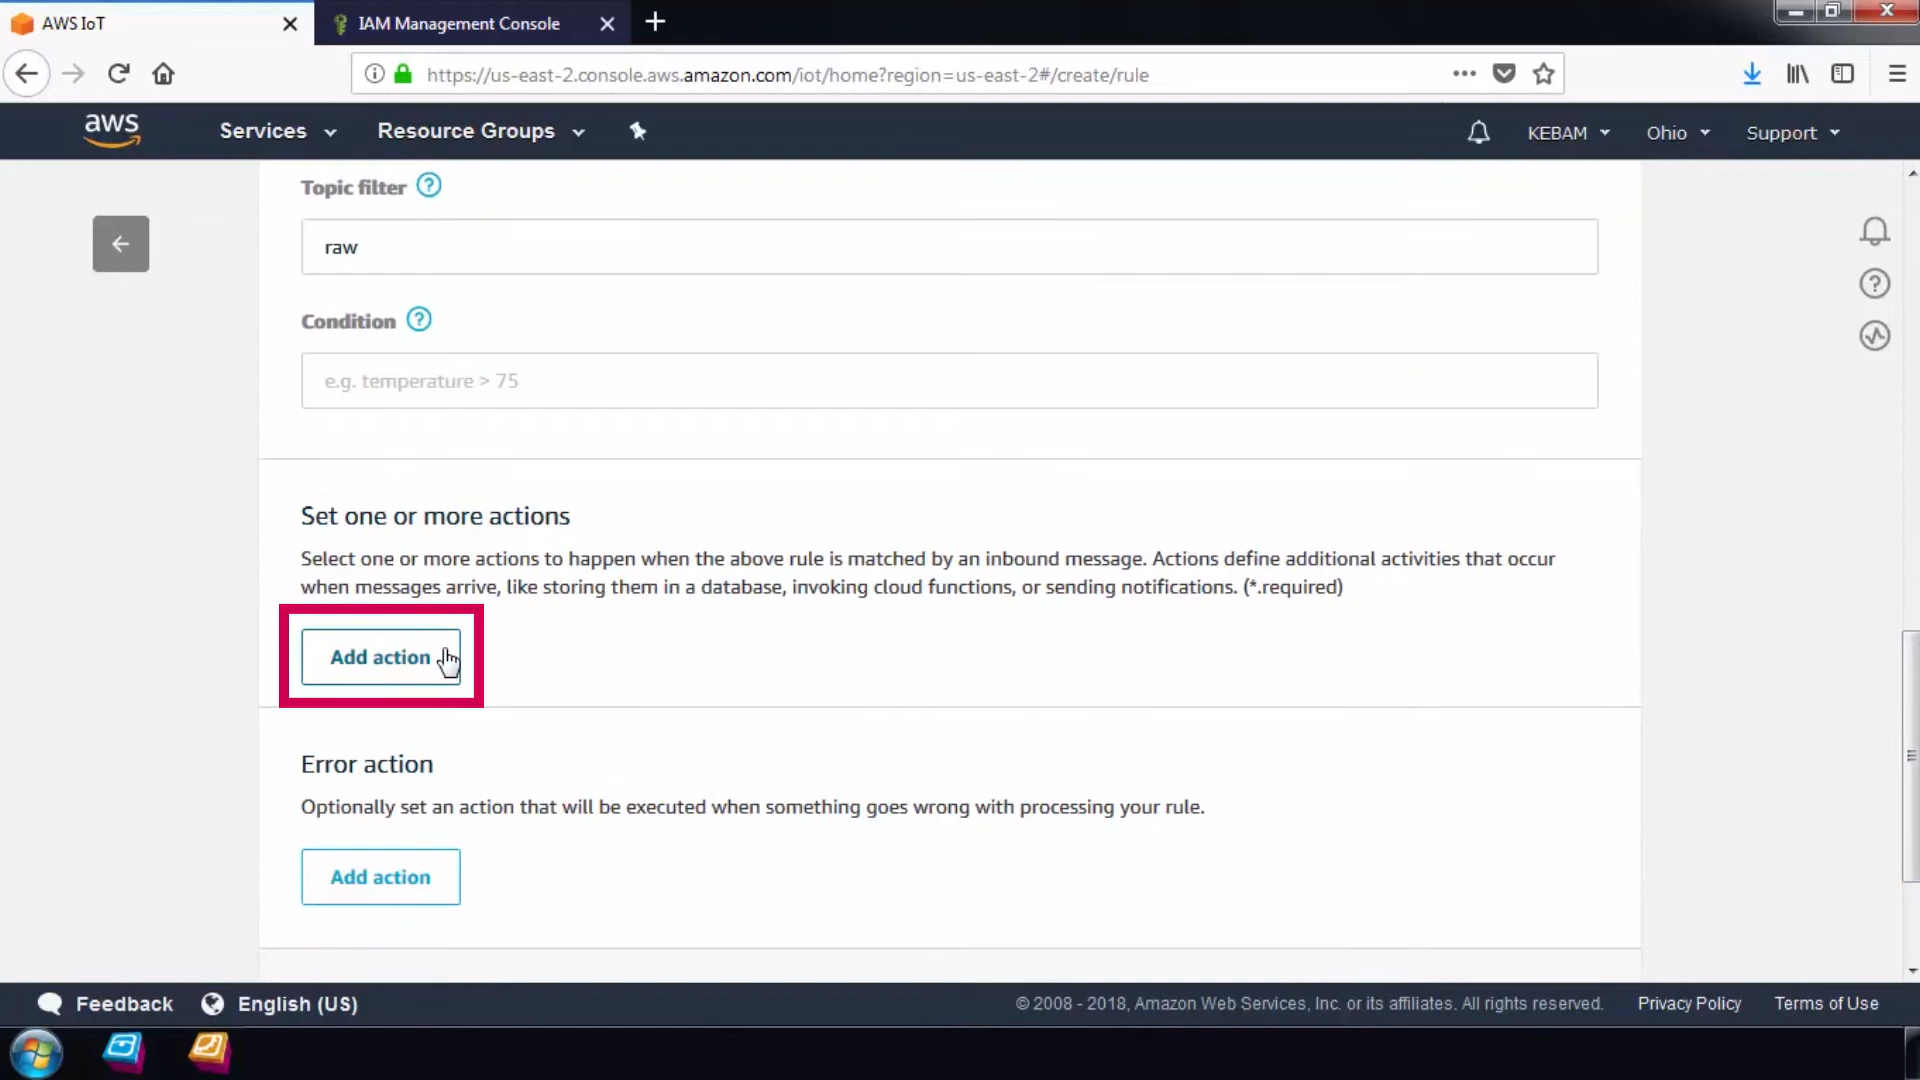 AWS IoT
IAM Management Console
https://us-east-2.console.aws.amazon.com/iot/home?region=us-east-2#/create/rule
aws
Services
Resource Groups
KEBAM
Ohio
Support
Topic filter
raw
Condition
e.g. temperature > 75
Set one or more actions
Select one or more actions to happen when the above rule is matched by an inbound message. Actions define additional activities that occur
when messages arrive, like storing them in a database, invoking cloud functions, or sending notifications. (*.required)
Add action
Error action
Optionally set an action that will be executed when something goes wrong with processing your rule.
Add action
Feedback
English (US)
© 2008 - 2018, Amazon Web Services, Inc. or its affiliates. All rights reserved.
Privacy Policy
Terms of Use